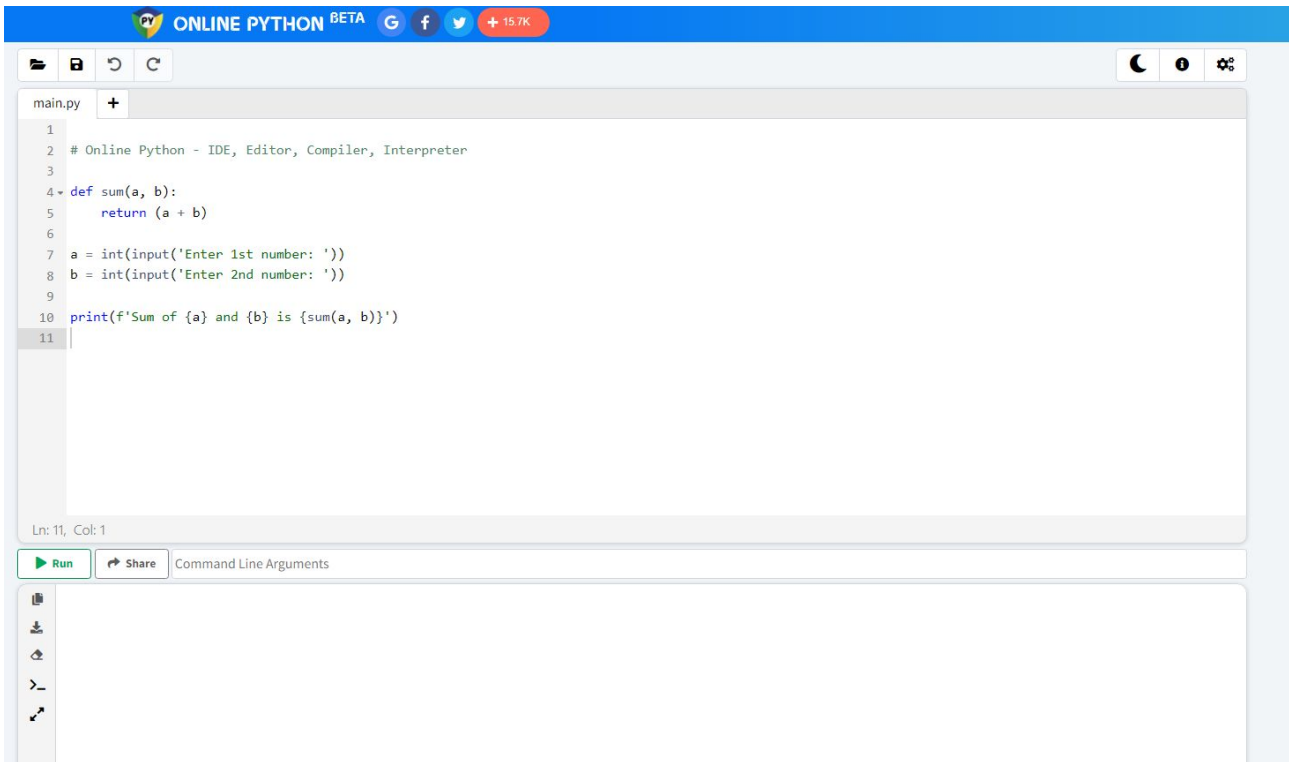 PY ONLINE PYTHON BETA G f + 15.7K
main.py +
1
2 # Online Python - IDE, Editor, Compiler, Interpreter
3
4 def sum(a, b):
5     return (a + b)
6
7 a = int(input('Enter 1st number: '))
8 b = int(input('Enter 2nd number: '))
9
10 print(f'Sum of {a} and {b} is {sum(a, b)}')
11
Ln: 11, Col: 1
Run Share Command Line Arguments
>_